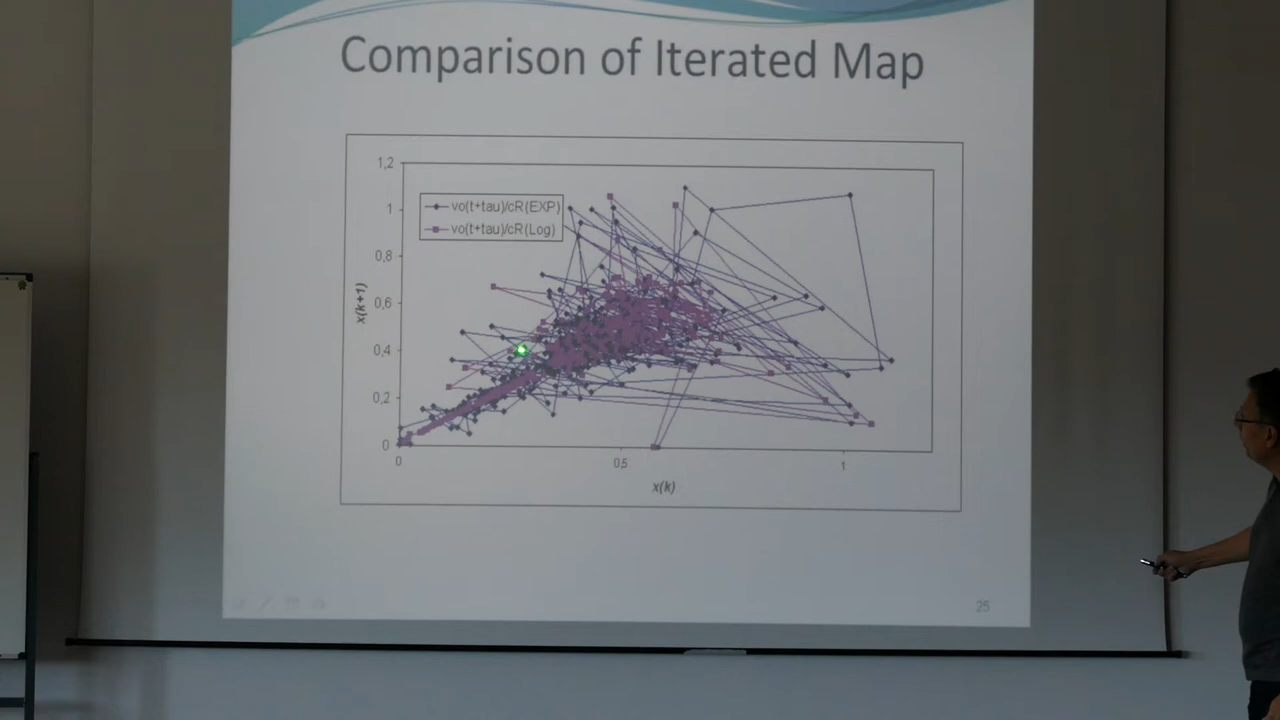 Comparison of Iterated Map
1,2
1
0,8
0,6
0,4
0,2
0
vo(t+tau)/cR(EXP)
vo(t+tau)/cR(Log)
x(k+1)
0
0,5
1
x(k)
25